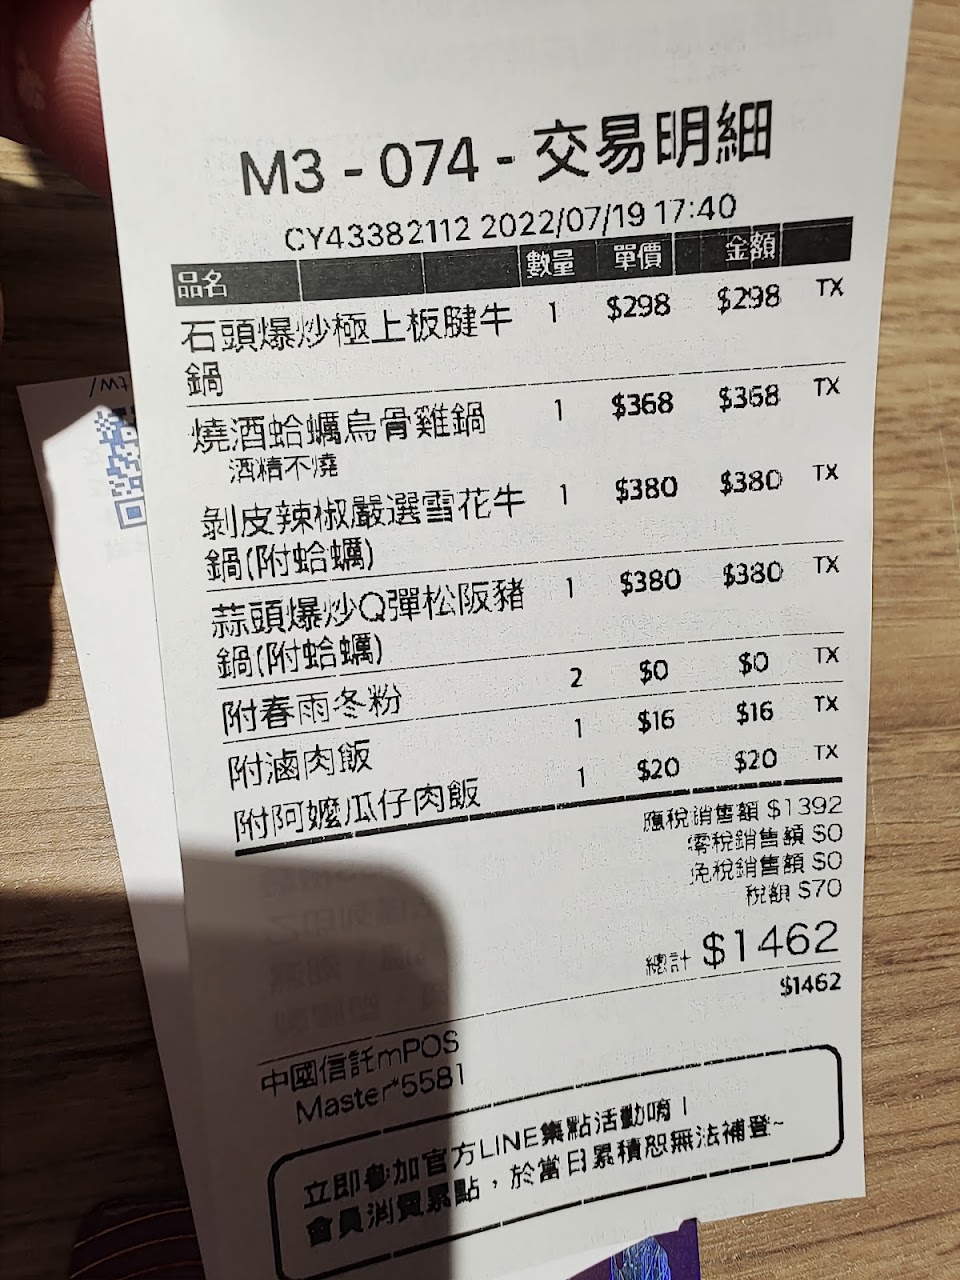 M3 - 074 - 交易明細
CY43382112 2022/07/19 17:40
品名 數量 單價 金額
石頭爆炒極上板腱牛 1 $298 $298 TX
鍋
燒酒蛤蠣烏骨雞鍋 1 $368 $368 TX
酒精不燒
剝皮辣椒嚴選雪花牛 1 $380 $380 TX
鍋(附蛤蠣)
蒜頭爆炒Q彈松阪豬 1 $380 $380 TX
鍋(附蛤蠣)
附春雨冬粉 2 $0 $0 TX
附滷肉飯 1 $16 $16 TX
附阿嬤瓜仔肉飯 1 $20 $20 TX
應稅銷售額 $1392
零稅銷售額 $0
免稅銷售額 $0
稅額 $70
總計 $1462
$1462
中國信託mPOS
Master*5581
立即參加官方LINE集點活動唷！
會員消費累點，於當日累積恕無法補登~
tw/